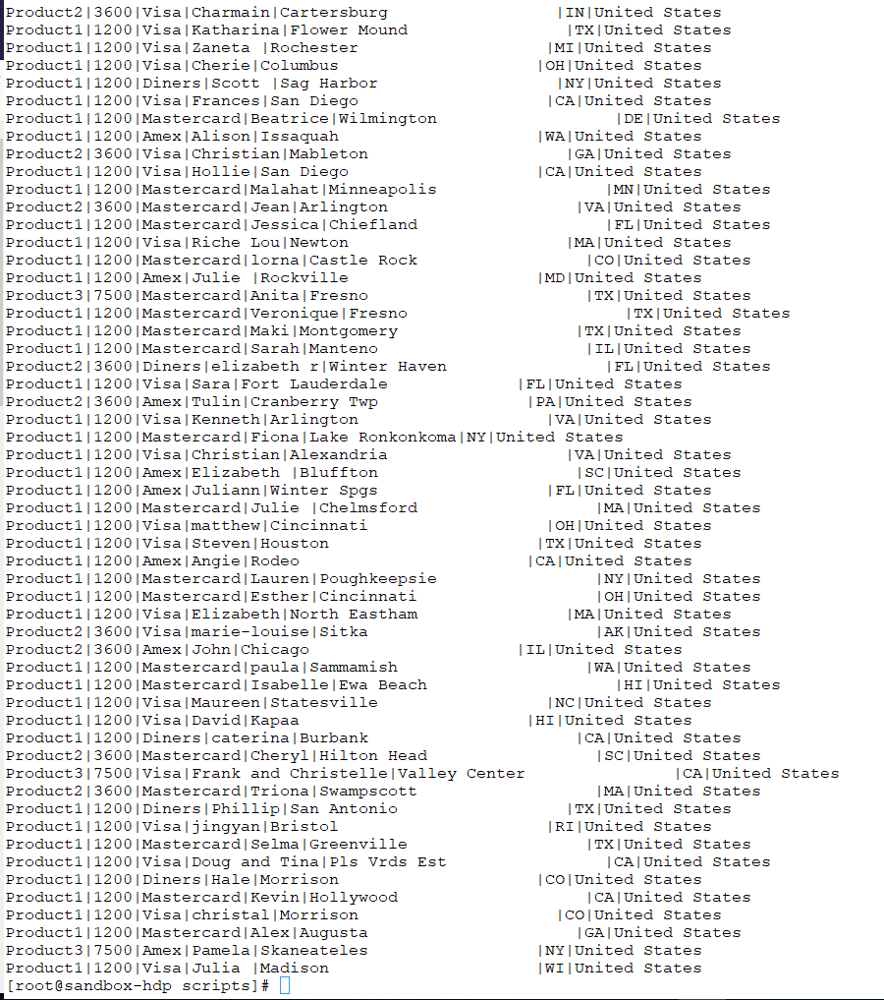 Product2|3600|Visa|Charmain|Cartersburg                 |IN|United States
Product1|1200|Visa|Katharina|Flower Mound                 |TX|United States
Product1|1200|Visa|Zaneta |Rochester                    |MI|United States
Product1|1200|Visa|Cherie|Columbus                     |OH|United States
Product1|1200|Diners|Scott |Sag Harbor                   |NY|United States
Product1|1200|Visa|Frances|San Diego                    |CA|United States
Product1|1200|Mastercard|Beatrice|Wilmington                   |DE|United States
Product1|1200|Amex|Alison|Issaquah                     |WA|United States
Product2|3600|Visa|Christian|Mableton                     |GA|United States
Product1|1200|Visa|Hollie|San Diego                    |CA|United States
Product1|1200|Mastercard|Malahat|Minneapolis                  |MN|United States
Product2|3600|Mastercard|Jean|Arlington                    |VA|United States
Product1|1200|Mastercard|Jessica|Chiefland                    |FL|United States
Product1|1200|Visa|Riche Lou|Newton                       |MA|United States
Product1|1200|Mastercard|lorna|Castle Rock                  |CO|United States
Product1|1200|Amex|Julie |Rockville                    |MD|United States
Product3|7500|Mastercard|Anita|Fresno                       |TX|United States
Product1|1200|Mastercard|Veronique|Fresno                       |TX|United States
Product1|1200|Mastercard|Maki|Montgomery                   |TX|United States
Product1|1200|Mastercard|Sarah|Manteno                      |IL|United States
Product2|3600|Diners|elizabeth r|Winter Haven                 |FL|United States
Product1|1200|Visa|Sara|Fort Lauderdale              |FL|United States
Product2|3600|Amex|Tulin|Cranberry Twp                |PA|United States
Product1|1200|Visa|Kenneth|Arlington                    |VA|United States
Product1|1200|Mastercard|Fiona|Lake Ronkonkoma|NY|United States
Product1|1200|Visa|Christian|Alexandria                   |VA|United States
Product1|1200|Amex|Elizabeth |Bluffton                     |SC|United States
Product1|1200|Amex|Juliann|Winter Spgs                  |FL|United States
Product1|1200|Mastercard|Julie |Chelmsford                   |MA|United States
Product1|1200|Visa|matthew|Cincinnati                   |OH|United States
Product1|1200|Visa|Steven|Houston                      |TX|United States
Product1|1200|Amex|Angie|Rodeo                        |CA|United States
Product1|1200|Mastercard|Lauren|Poughkeepsie                 |NY|United States
Product1|1200|Mastercard|Esther|Cincinnati                   |OH|United States
Product1|1200|Visa|Elizabeth|North Eastham                |MA|United States
Product2|3600|Visa|marie-louise|Sitka                        |AK|United States
Product2|3600|Amex|John|Chicago                      |IL|United States
Product1|1200|Mastercard|paula|Sammamish                    |WA|United States
Product1|1200|Mastercard|Isabelle|Ewa Beach                    |HI|United States
Product1|1200|Visa|Maureen|Statesville                  |NC|United States
Product1|1200|Visa|David|Kapaa                        |HI|United States
Product1|1200|Diners|caterina|Burbank                      |CA|United States
Product2|3600|Mastercard|Cheryl|Hilton Head                  |SC|United States
Product3|7500|Visa|Frank and Christelle|Valley Center                |CA|United States
Product2|3600|Mastercard|Triona|Swampscott                   |MA|United States
Product1|1200|Diners|Phillip|San Antonio                  |TX|United States
Product1|1200|Visa|jingyan|Bristol                      |RI|United States
Product1|1200|Mastercard|Selma|Greenville                   |TX|United States
Product1|1200|Visa|Doug and Tina|Pls Vrds Est                 |CA|United States
Product1|1200|Diners|Hale|Morrison                     |CO|United States
Product1|1200|Mastercard|Kevin|Hollywood                    |CA|United States
Product1|1200|Visa|christal|Morrison                     |CO|United States
Product1|1200|Mastercard|Alex|Augusta                      |GA|United States
Product3|7500|Amex|Pamela|Skaneateles                  |NY|United States
Product1|1200|Visa|Julia |Madison                      |WI|United States
[root@sandbox-hdp scripts]#